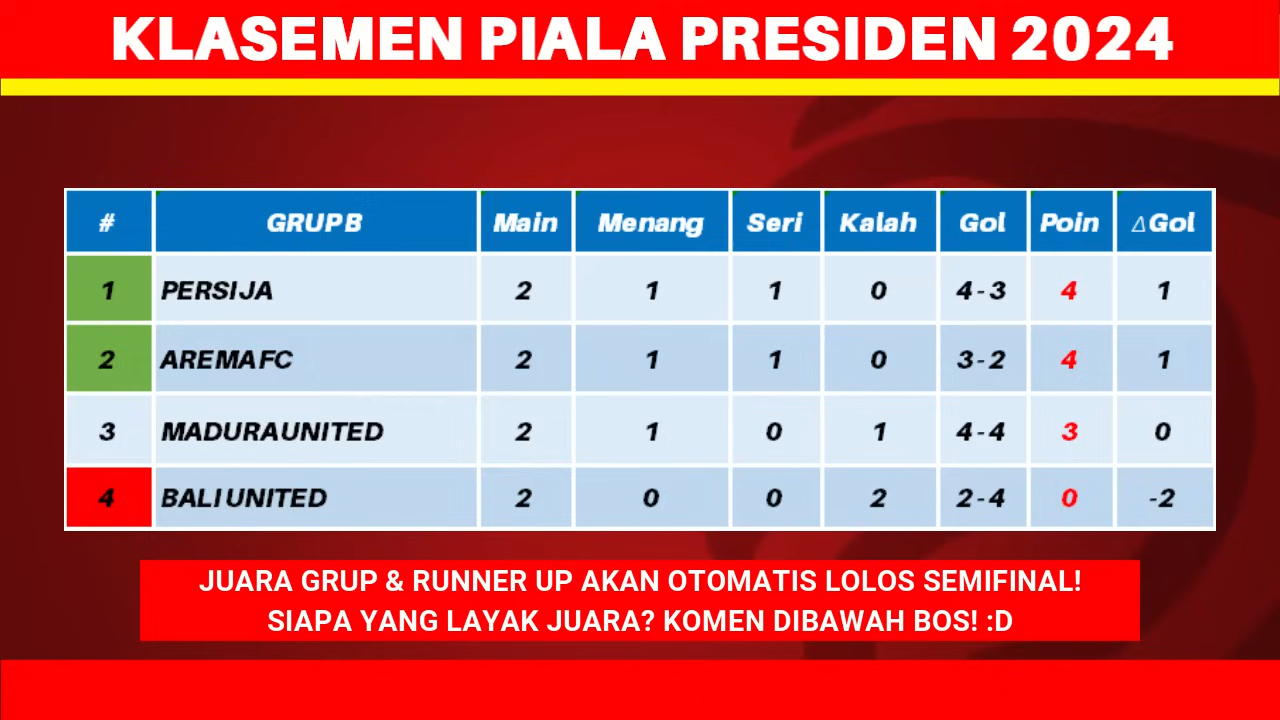 KLASEMEN PIALA PRESIDEN 2024
# GRUP B Main Menang Seri Kalah Gol Poin △Gol
1 PERSIJA 2 1 1 0 4-3 4 1
2 AREMA FC 2 1 1 0 3-2 4 1
3 MADURA UNITED 2 1 0 1 4-4 3 0
4 BALI UNITED 2 0 0 2 2-4 0 -2
JUARA GRUP & RUNNER UP AKAN OTOMATIS LOLOS SEMIFINAL!
SIAPA YANG LAYAK JUARA? KOMEN DIBAWAH BOS! :D